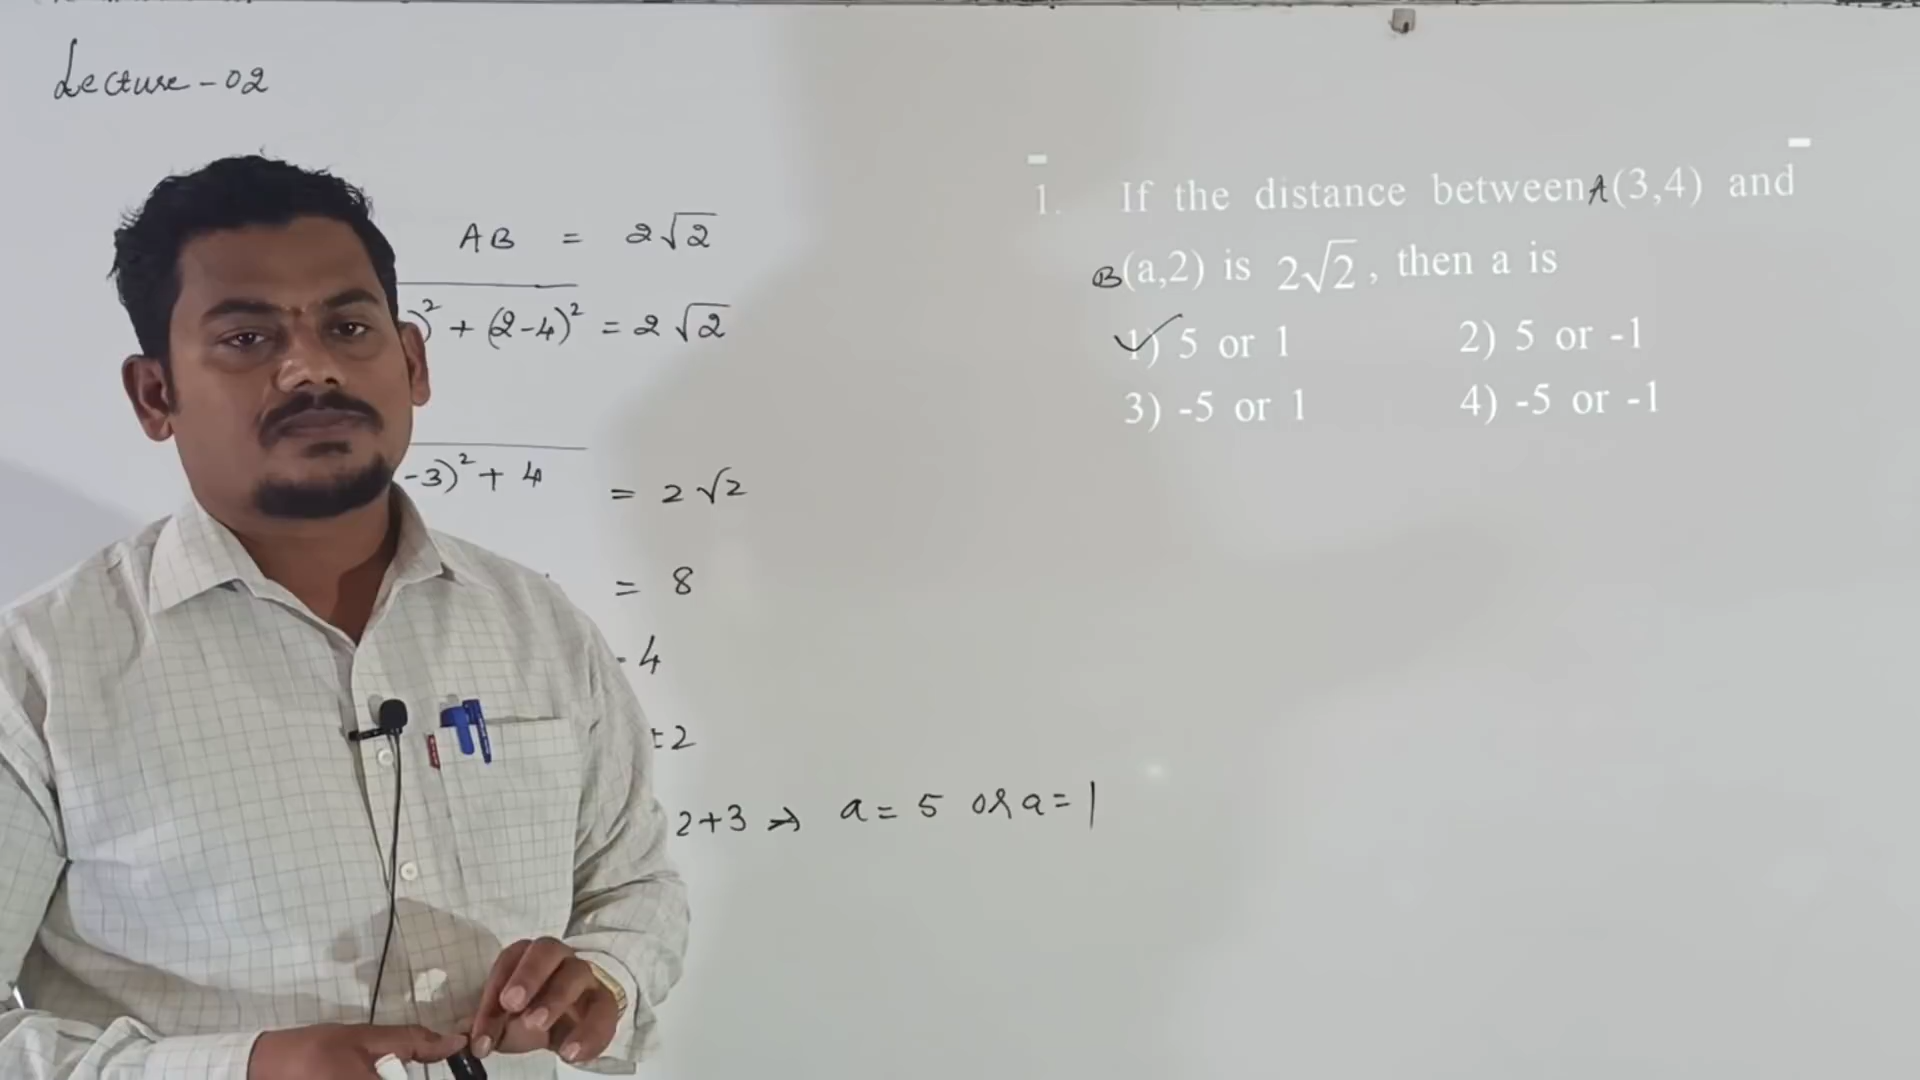 Lecture-02
AB = 2√2
)² + (2-4)² = 2√2
-3)² + 4 = 2√2
= 8
4
±2
2+3 ⇒ a = 5 or a = 1
1. If the distance between A(3,4) and
B(a,2) is 2√2, then a is
1) 5 or 1 2) 5 or -1
3) -5 or 1 4) -5 or -1